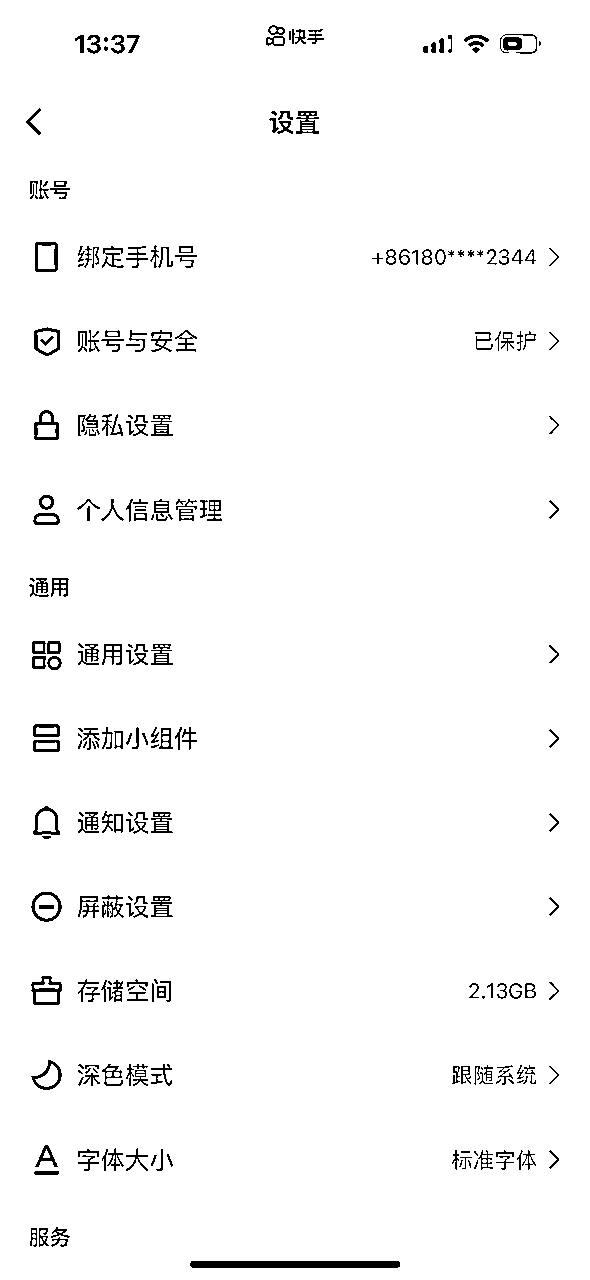 13:37
快手
设置
账号
绑定手机号 +86180****2344
账号与安全 已保护
隐私设置
个人信息管理
通用
通用设置
添加小组件
通知设置
屏蔽设置
存储空间 2.13GB
深色模式 跟随系统
字体大小 标准字体
服务